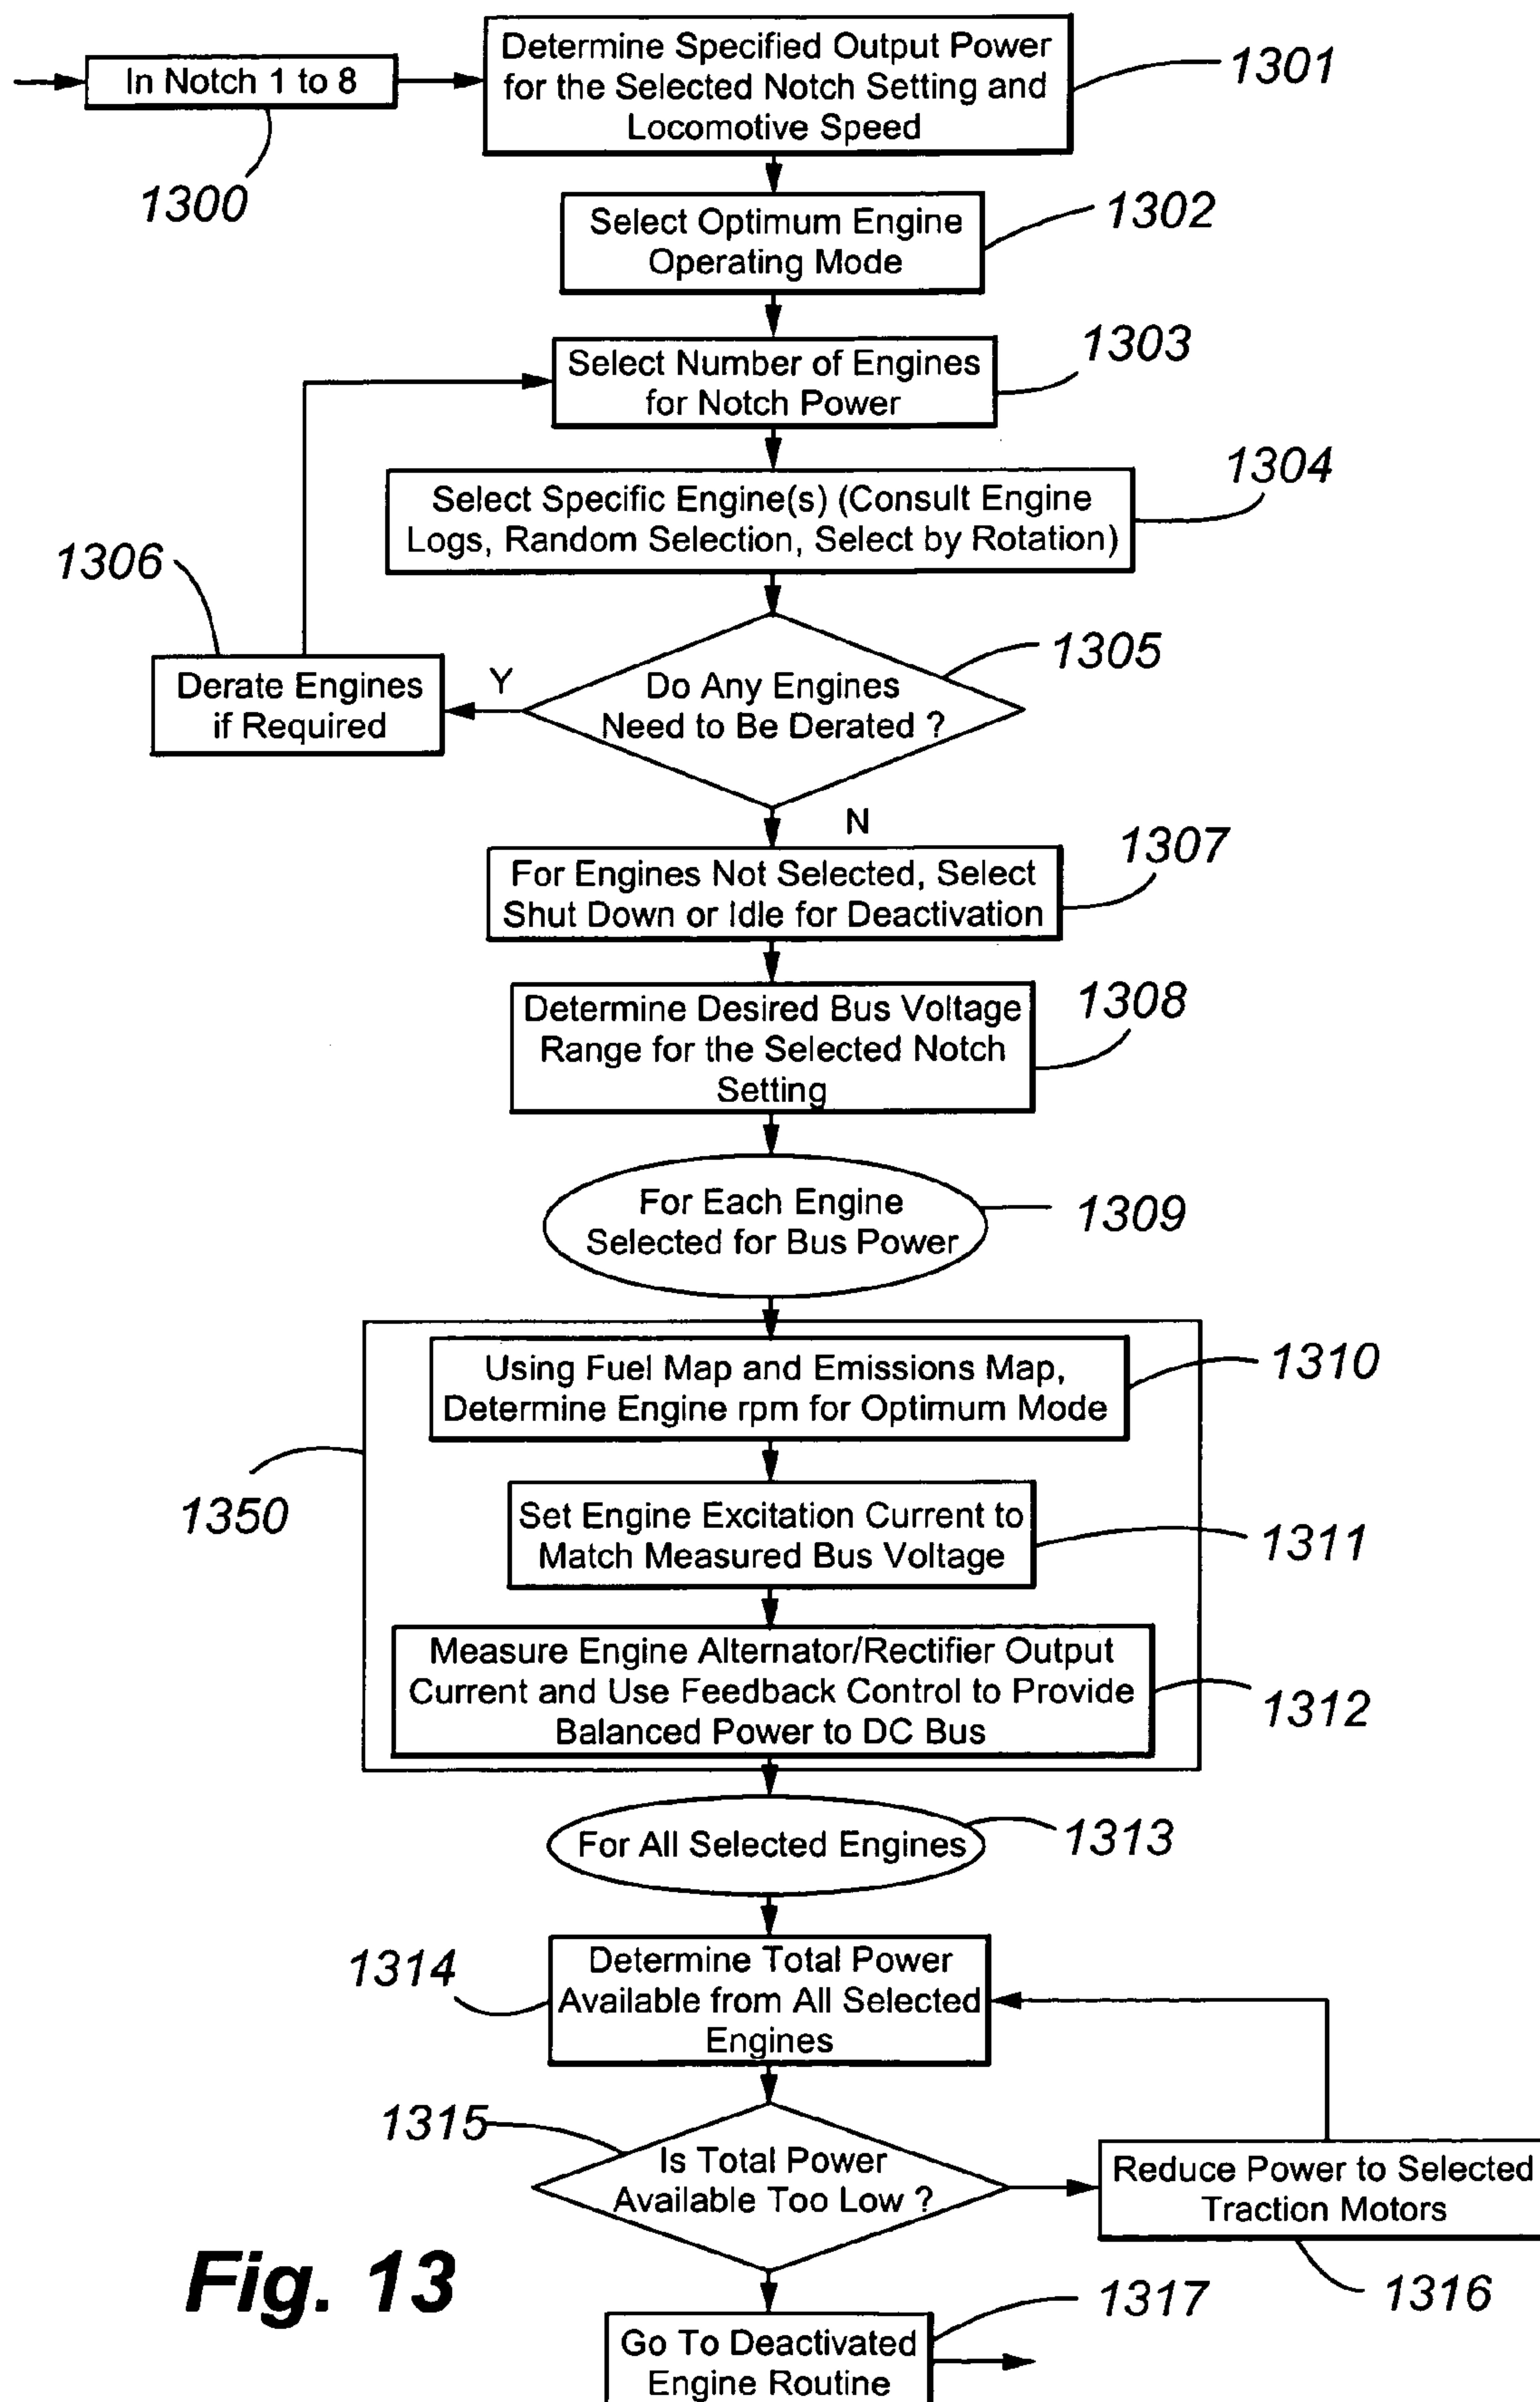 In Notch 1 to 8
1300
Determine Specified Output Power
for the Selected Notch Setting and
Locomotive Speed
1301
Select Optimum Engine
Operating Mode
1302
Select Number of Engines
for Notch Power
1303
Select Specific Engine(s) (Consult Engine
Logs, Random Selection, Select by Rotation)
1304
1306
Derate Engines
if Required
Y
Do Any Engines
Need to Be Derated ?
1305
N
For Engines Not Selected, Select
Shut Down or Idle for Deactivation
1307
Determine Desired Bus Voltage
Range for the Selected Notch
Setting
1308
For Each Engine
Selected for Bus Power
1309
Using Fuel Map and Emissions Map,
Determine Engine rpm for Optimum Mode
1310
1350
Set Engine Excitation Current to
Match Measured Bus Voltage
1311
Measure Engine Alternator/Rectifier Output
Current and Use Feedback Control to Provide
Balanced Power to DC Bus
1312
For All Selected Engines
1313
1314
Determine Total Power
Available from All Selected
Engines
1315
Is Total Power
Available Too Low ?
Reduce Power to Selected
Traction Motors
1316
Go To Deactivated
Engine Routine
1317
Fig. 13